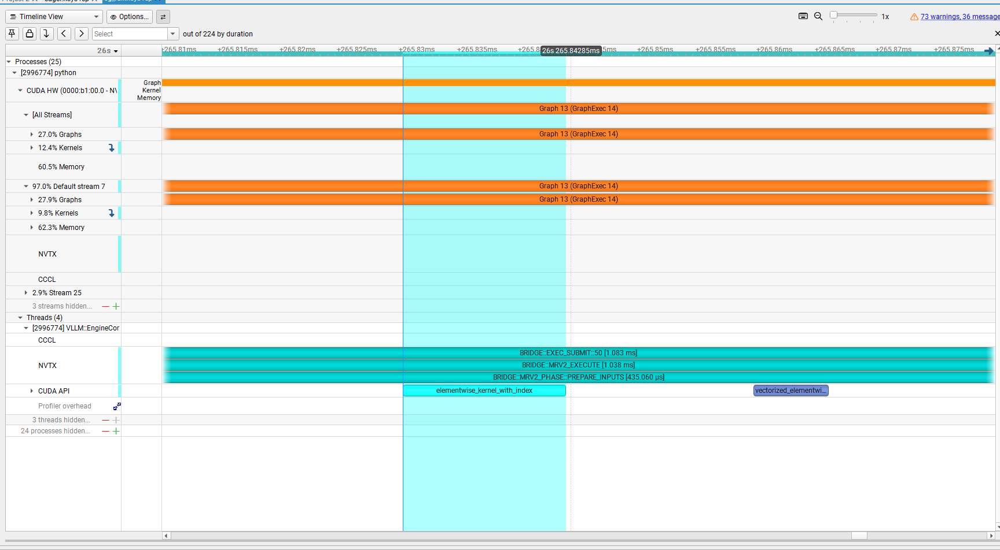 Timeline View
Options...
1x
73 warnings, 36 message
Select
out of 224 by duration
26s
+265.81ms +265.815ms +265.82ms +265.825ms +265.83ms +265.835ms 26s 265.84285ms +265.85ms +265.855ms +265.86ms +265.865ms +265.87ms +265.875ms
Processes (25)
[2996774] python
CUDA HW (0000:b1:00.0 - NV
Graph
Kernel
Memory
[All Streams]
Graph 13 (GraphExec 14)
27.0% Graphs
Graph 13 (GraphExec 14)
12.4% Kernels
60.5% Memory
97.0% Default stream 7
Graph 13 (GraphExec 14)
27.9% Graphs
Graph 13 (GraphExec 14)
9.8% Kernels
62.3% Memory
NVTX
CCCL
2.9% Stream 25
3 streams hidden...
Threads (4)
[2996774] VLLM::EngineCor
CCCL
NVTX
BRIDGE::EXEC_SUBMIT::50 [1.083 ms]
BRIDGE::MRV2_EXECUTE [1.038 ms]
BRIDGE::MRV2_PHASE::PREPARE_INPUTS [435.060 μs]
CUDA API
elementwise_kernel_with_index
vectorized_elementwi...
Profiler overhead
3 threads hidden...
24 processes hidden...